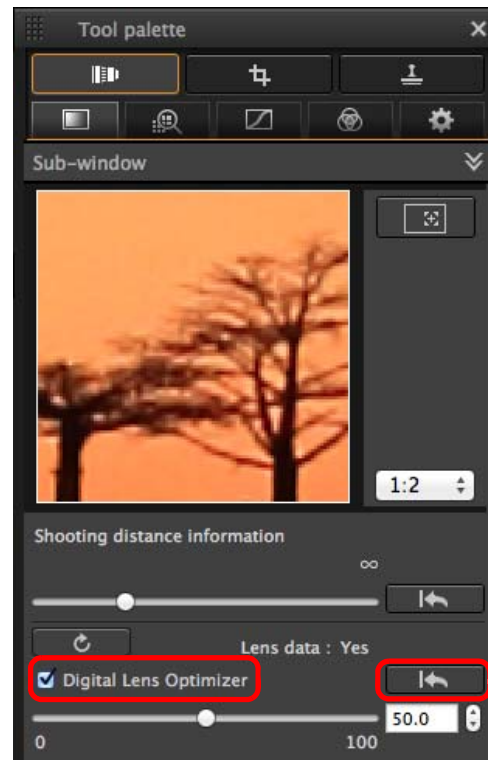 Tool palette
Sub-window
1:2
Shooting distance information
∞
Lens data : Yes
Digital Lens Optimizer
50.0
0 100